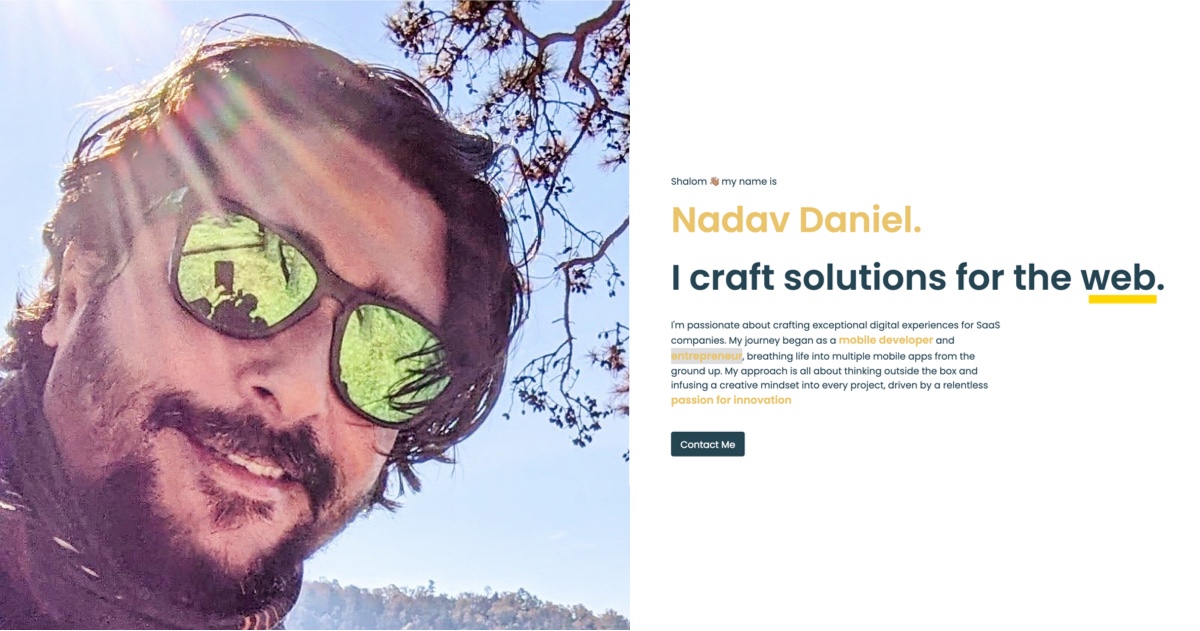 Shalom 👋🏽 my name is
Nadav Daniel.
I craft solutions for the web.
I'm passionate about crafting exceptional digital experiences for SaaS
companies. My journey began as a mobile developer and
entrepreneur, breathing life into multiple mobile apps from the
ground up. My approach is all about thinking outside the box and
infusing a creative mindset into every project, driven by a relentless
passion for innovation
Contact Me